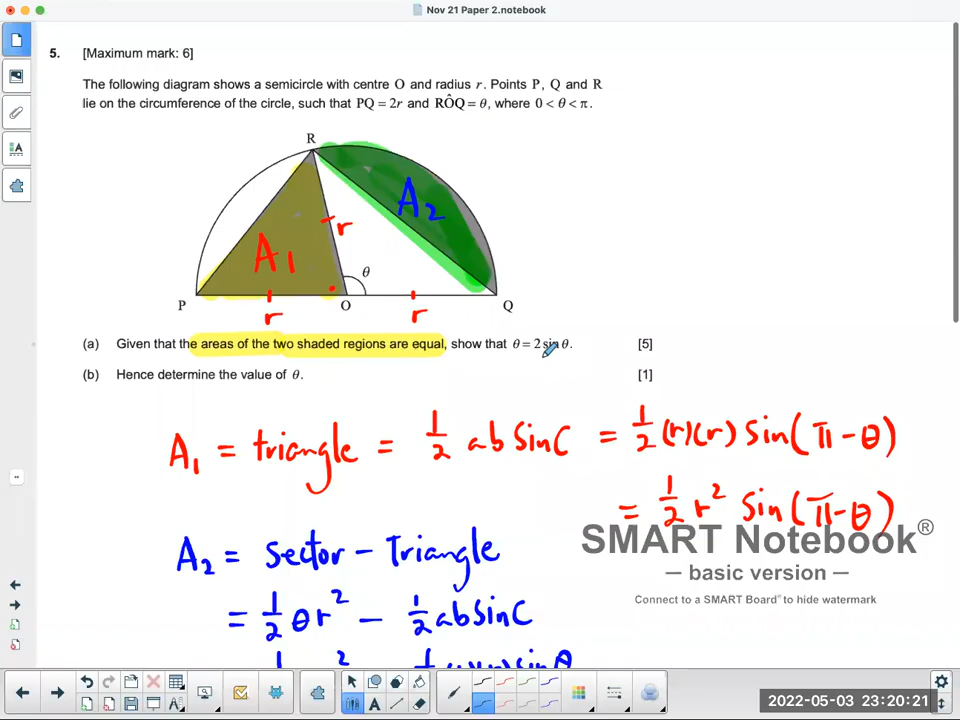 Nov 21 Paper 2.notebook
5. [Maximum mark: 6]
The following diagram shows a semicircle with centre O and radius r. Points P, Q and R
lie on the circumference of the circle, such that PQ = 2r and RÔQ = θ, where 0 < θ < π.
R
A₂
r
A₁
θ
P
O
Q
r
r
(a) Given that the areas of the two shaded regions are equal, show that θ = 2 sin θ. [5]
(b) Hence determine the value of θ. [1]
A₁ = triangle = 1/2 ab Sin C = 1/2 (r)(r) Sin(π - θ)
= 1/2 r² Sin(π - θ)
A₂ = Sector - Triangle
= 1/2 θr² - 1/2 ab Sin C
SMART Notebook®
— basic version —
Connect to a SMART Board® to hide watermark
2022-05-03 23:20:21